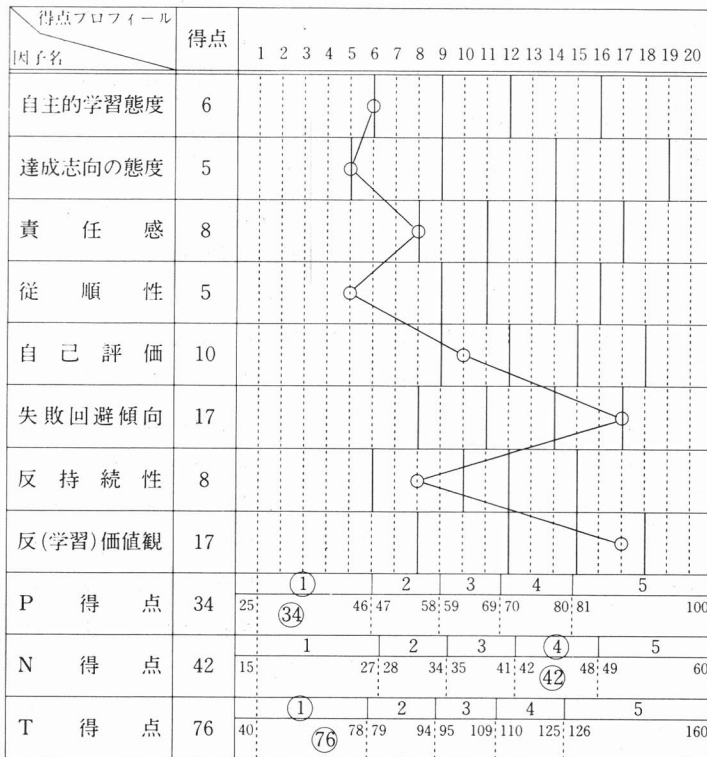 得点プロフィール
因子名
得点
1 2 3 4 5 6 7 8 9 10 11 12 13 14 15 16 17 18 19 20
自主的学習態度 6
達成志向の態度 5
責任感 8
従順性 5
自己評価 10
失敗回避傾向 17
反持続性 8
反(学習)価値観 17
P得点 34
① 2 3 4 5
25 ㉞ 46 47 58 59 69 70 80 81 100
N得点 42
1 2 3 ④ 5
15 27 28 34 35 41 42 ㊷ 48 49 60
T得点 76
① 2 3 4 5
40 76 78 79 94 95 109 110 125 126 160